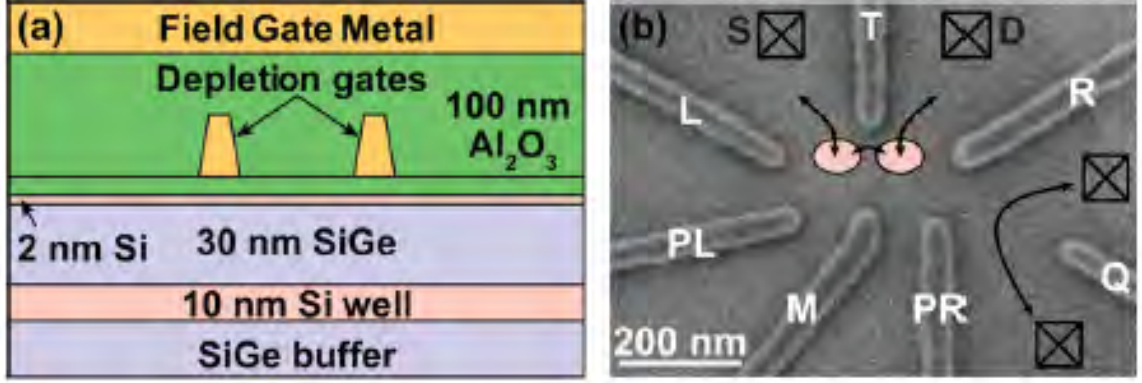 (a)
Field Gate Metal
Depletion gates
100 nm
Al2O3
2 nm Si
30 nm SiGe
10 nm Si well
SiGe buffer
(b)
S
T
D
L
R
PL
M
PR
Q
200 nm